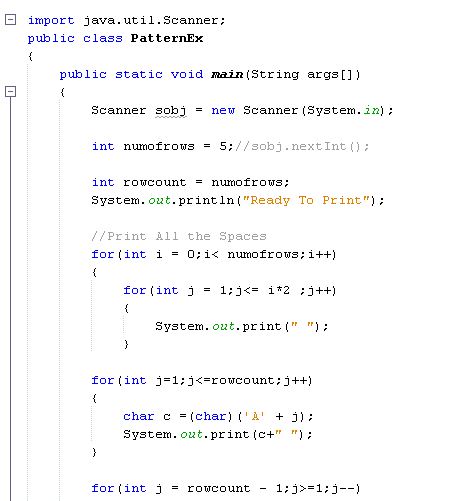 import java.util.Scanner;
public class PatternEx
{
    public static void main(String args[])
    {
        Scanner sobj = new Scanner(System.in);

        int numofrows = 5;//sobj.nextInt();

        int rowcount = numofrows;
        System.out.println("Ready To Print");

        //Print All the Spaces
        for(int i = 0;i< numofrows;i++)
        {
            for(int j = 1;j<= i*2 ;j++)
            {
                System.out.print(" ");
            }

        for(int j=1;j<=rowcount;j++)
        {
            char c =(char)('A' + j);
            System.out.print(c+" ");
        }

        for(int j = rowcount - 1;j>=1;j--)